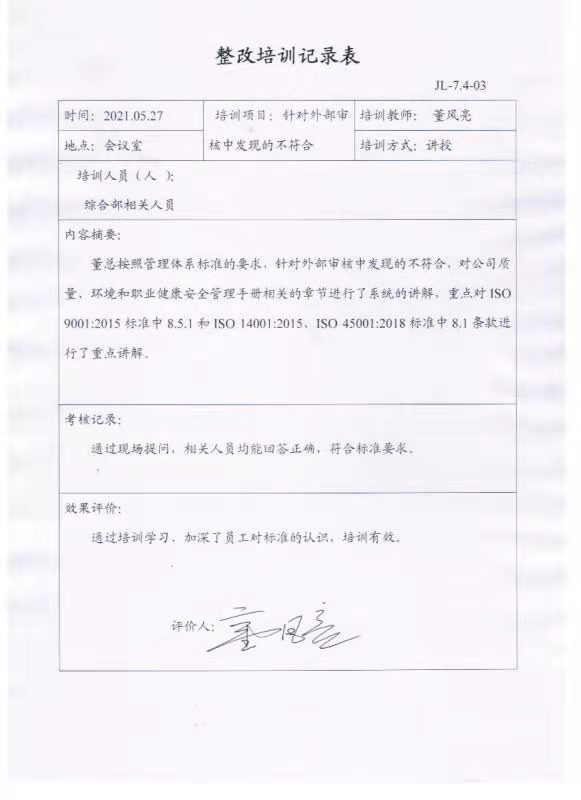 整改培训记录表
JL-7.4-03
时间：2021.05.27
培训项目：针对外部审
核中发现的不符合
培训教师：董风亮
地点：会议室
培训方式：讲授
培训人员（人 ）：
综合部相关人员
内容摘要：
董总按照管理体系标准的要求，针对外部审核中发现的不符合，对公司质
量、环境和职业健康安全管理手册相关的章节进行了系统的讲解，重点对 ISO
9001:2015 标准中 8.5.1 和 ISO 14001:2015、ISO 45001:2018 标准中 8.1 条款进
行了重点讲解。
考核记录：
通过现场提问，相关人员均能回答正确，符合标准要求。
效果评价：
通过培训学习，加深了员工对标准的认识，培训有效。
评价人：董风亮